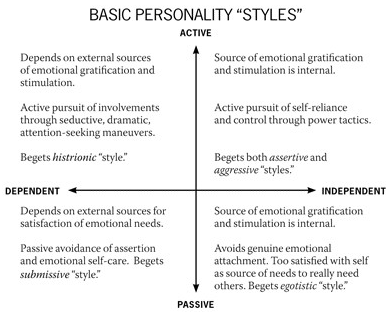 BASIC PERSONALITY “STYLES”
ACTIVE
Depends on external sources
of emotional gratification and
stimulation.
Active pursuit of involvements
through seductive, dramatic,
attention-seeking maneuvers.
Begets histrionic “style.”
Source of emotional gratification
and stimulation is internal.
Active pursuit of self-reliance
and control through power tactics.
Begets both assertive and
aggressive “styles.”
DEPENDENT
INDEPENDENT
Depends on external sources for
satisfaction of emotional needs.
Passive avoidance of assertion
and emotional self-care. Begets
submissive “style.”
Source of emotional gratification
and stimulation is internal.
Avoids genuine emotional
attachment. Too satisfied with self
as source of needs to really need
others. Begets egotistic “style.”
PASSIVE